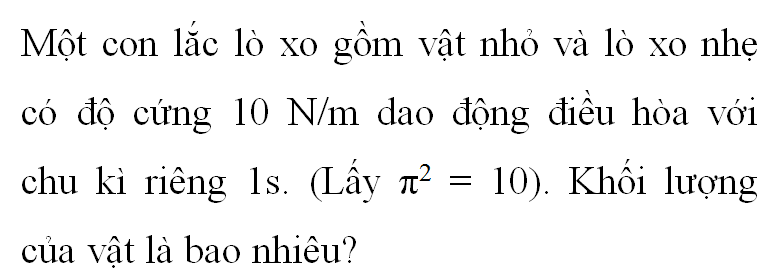 Một con lắc lò xo gồm vật nhỏ và lò xo nhẹ
có độ cứng 10 N/m dao động điều hòa với
chu kì riêng 1s. (Lấy π² = 10). Khối lượng
của vật là bao nhiêu?